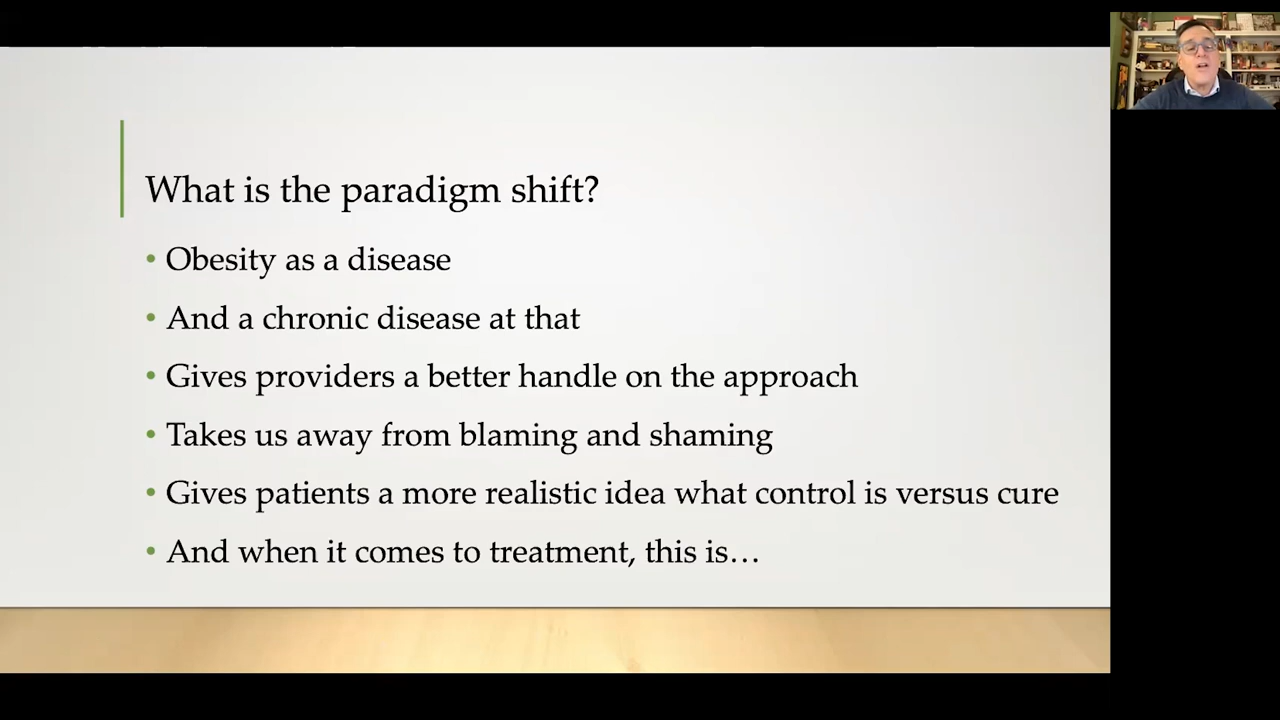 What is the paradigm shift?
• Obesity as a disease
• And a chronic disease at that
• Gives providers a better handle on the approach
• Takes us away from blaming and shaming
• Gives patients a more realistic idea what control is versus cure
• And when it comes to treatment, this is…